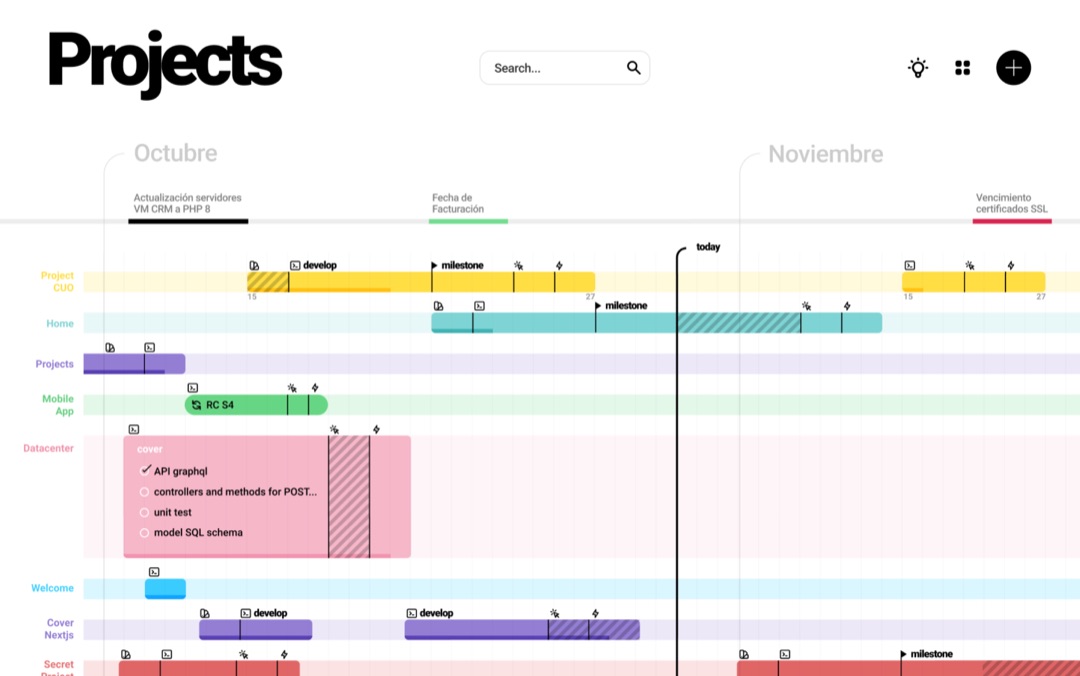 Projects
Search...
Octubre
Noviembre
Actualización servidores
VM CRM a PHP 8
Fecha de
Facturación
Vencimiento
certificados SSL
today
Project
CUO
develop
milestone
15
27
15
27
Home
milestone
Projects
Mobile
App
RC S4
Datacenter
cover
API graphql
controllers and methods for POST...
unit test
model SQL schema
Welcome
Cover
Nextjs
develop
develop
Secret
Project
milestone